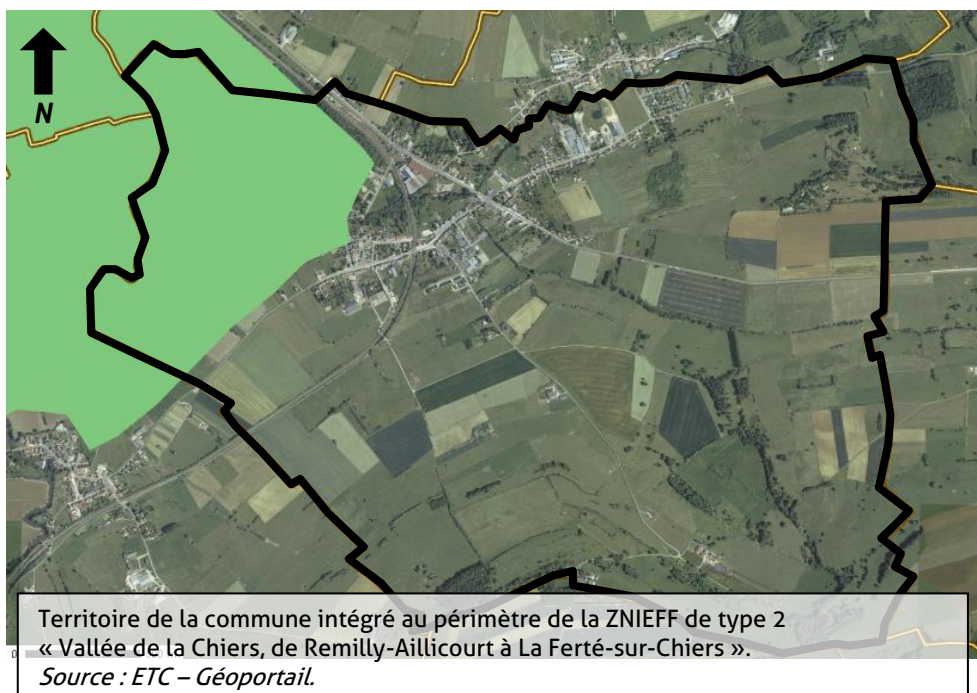 N
Territoire de la commune intégré au périmètre de la ZNIEFF de type 2
« Vallée de la Chiers, de Remilly-Aillicourt à La Ferté-sur-Chiers ».
Source : ETC – Géoportail.